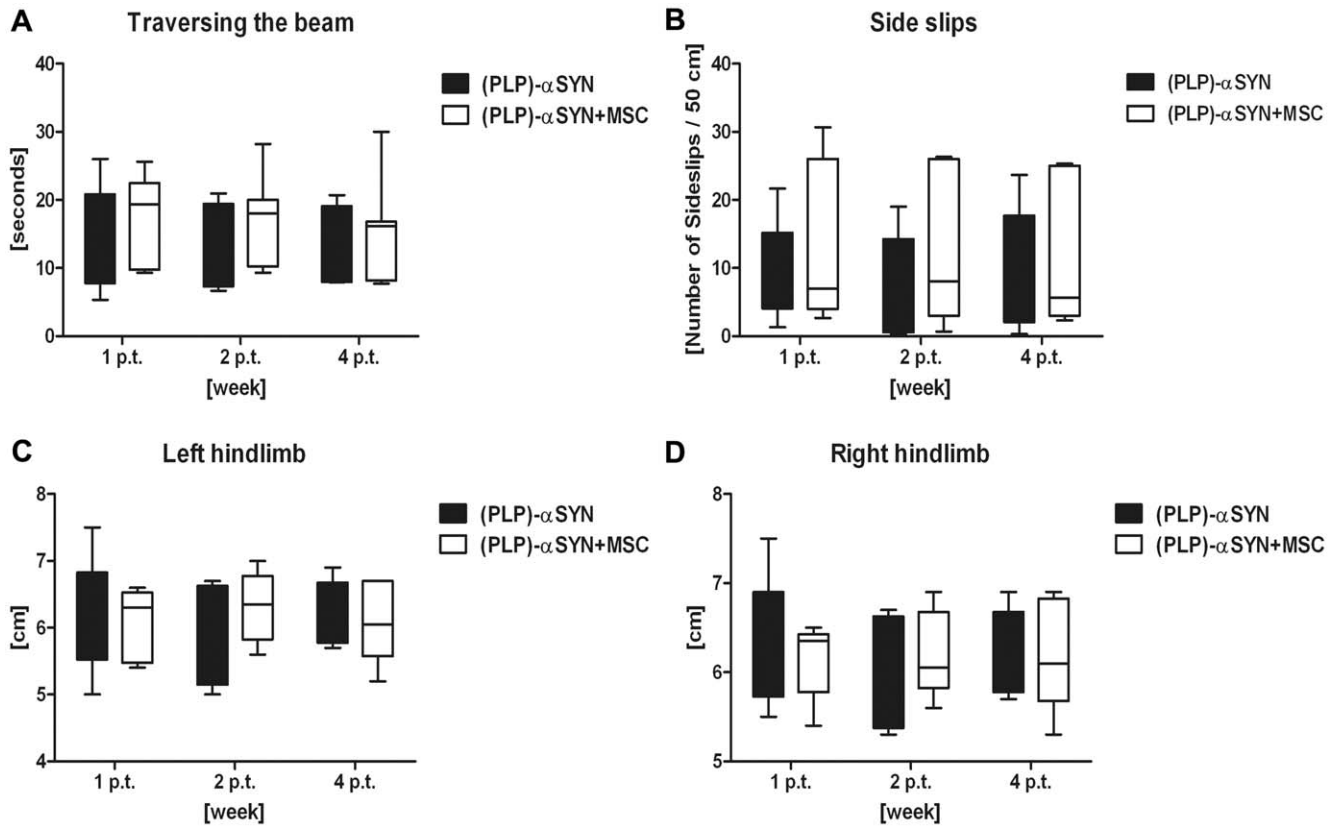 A Traversing the beam
40
30
20
10
0
[seconds]
1 p.t. 2 p.t. 4 p.t.
[week]
(PLP)-αSYN
(PLP)-αSYN+MSC
B Side slips
40
30
20
10
0
[Number of Sideslips / 50 cm]
1 p.t. 2 p.t. 4 p.t.
[week]
(PLP)-αSYN
(PLP)-αSYN+MSC
C Left hindlimb
8
7
6
5
4
[cm]
1 p.t. 2 p.t. 4 p.t.
[week]
(PLP)-αSYN
(PLP)-αSYN+MSC
D Right hindlimb
8
7
6
5
[cm]
1 p.t. 2 p.t. 4 p.t.
[week]
(PLP)-αSYN
(PLP)-αSYN+MSC